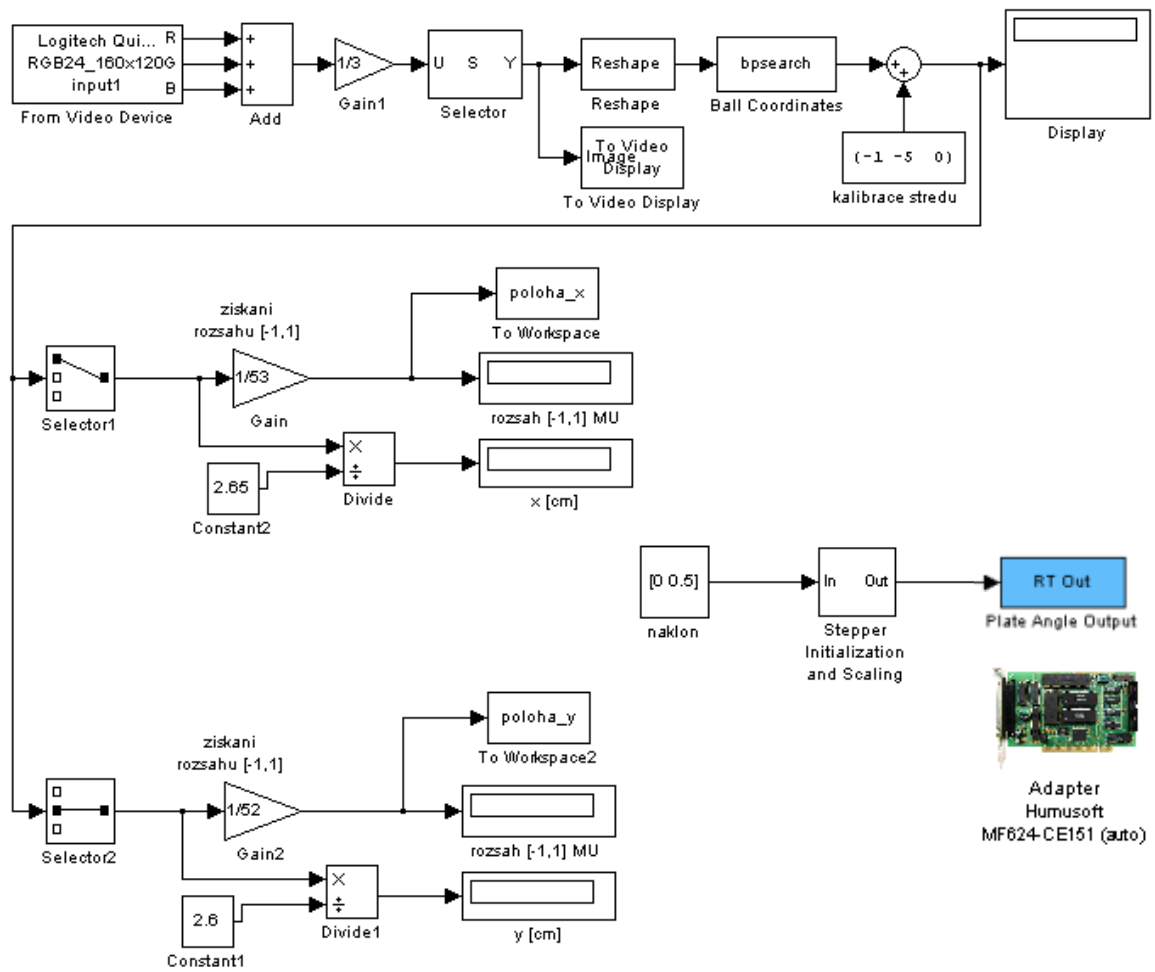 Logitech Qui... R
RGB24_160x120G
input1 B
From Video Device
+
+
+
Add
1/3
Gain1
U S Y
Selector
Reshape
Reshape
bpsearch
Ball Coordinates
+
+
Display
Image
To Video
Display
To Video Display
(-1 -5 0)
kalibrace stredu
poloha_x
To Workspace
ziskani
rozsahu [-1,1]
Selector1
1/53
Gain
rozsah [-1,1] MU
×
÷
Divide
2.65
Constant2
x [cm]
[0 0.5]
naklon
In Out
Stepper
Initialization
and Scaling
RT Out
Plate Angle Output
Adapter
Humusoft
MF624-CE151 (auto)
poloha_y
To Workspace2
ziskani
rozsahu [-1,1]
Selector2
1/52
Gain2
rozsah [-1,1] MU
×
÷
Divide1
2.6
Constant1
y [cm]